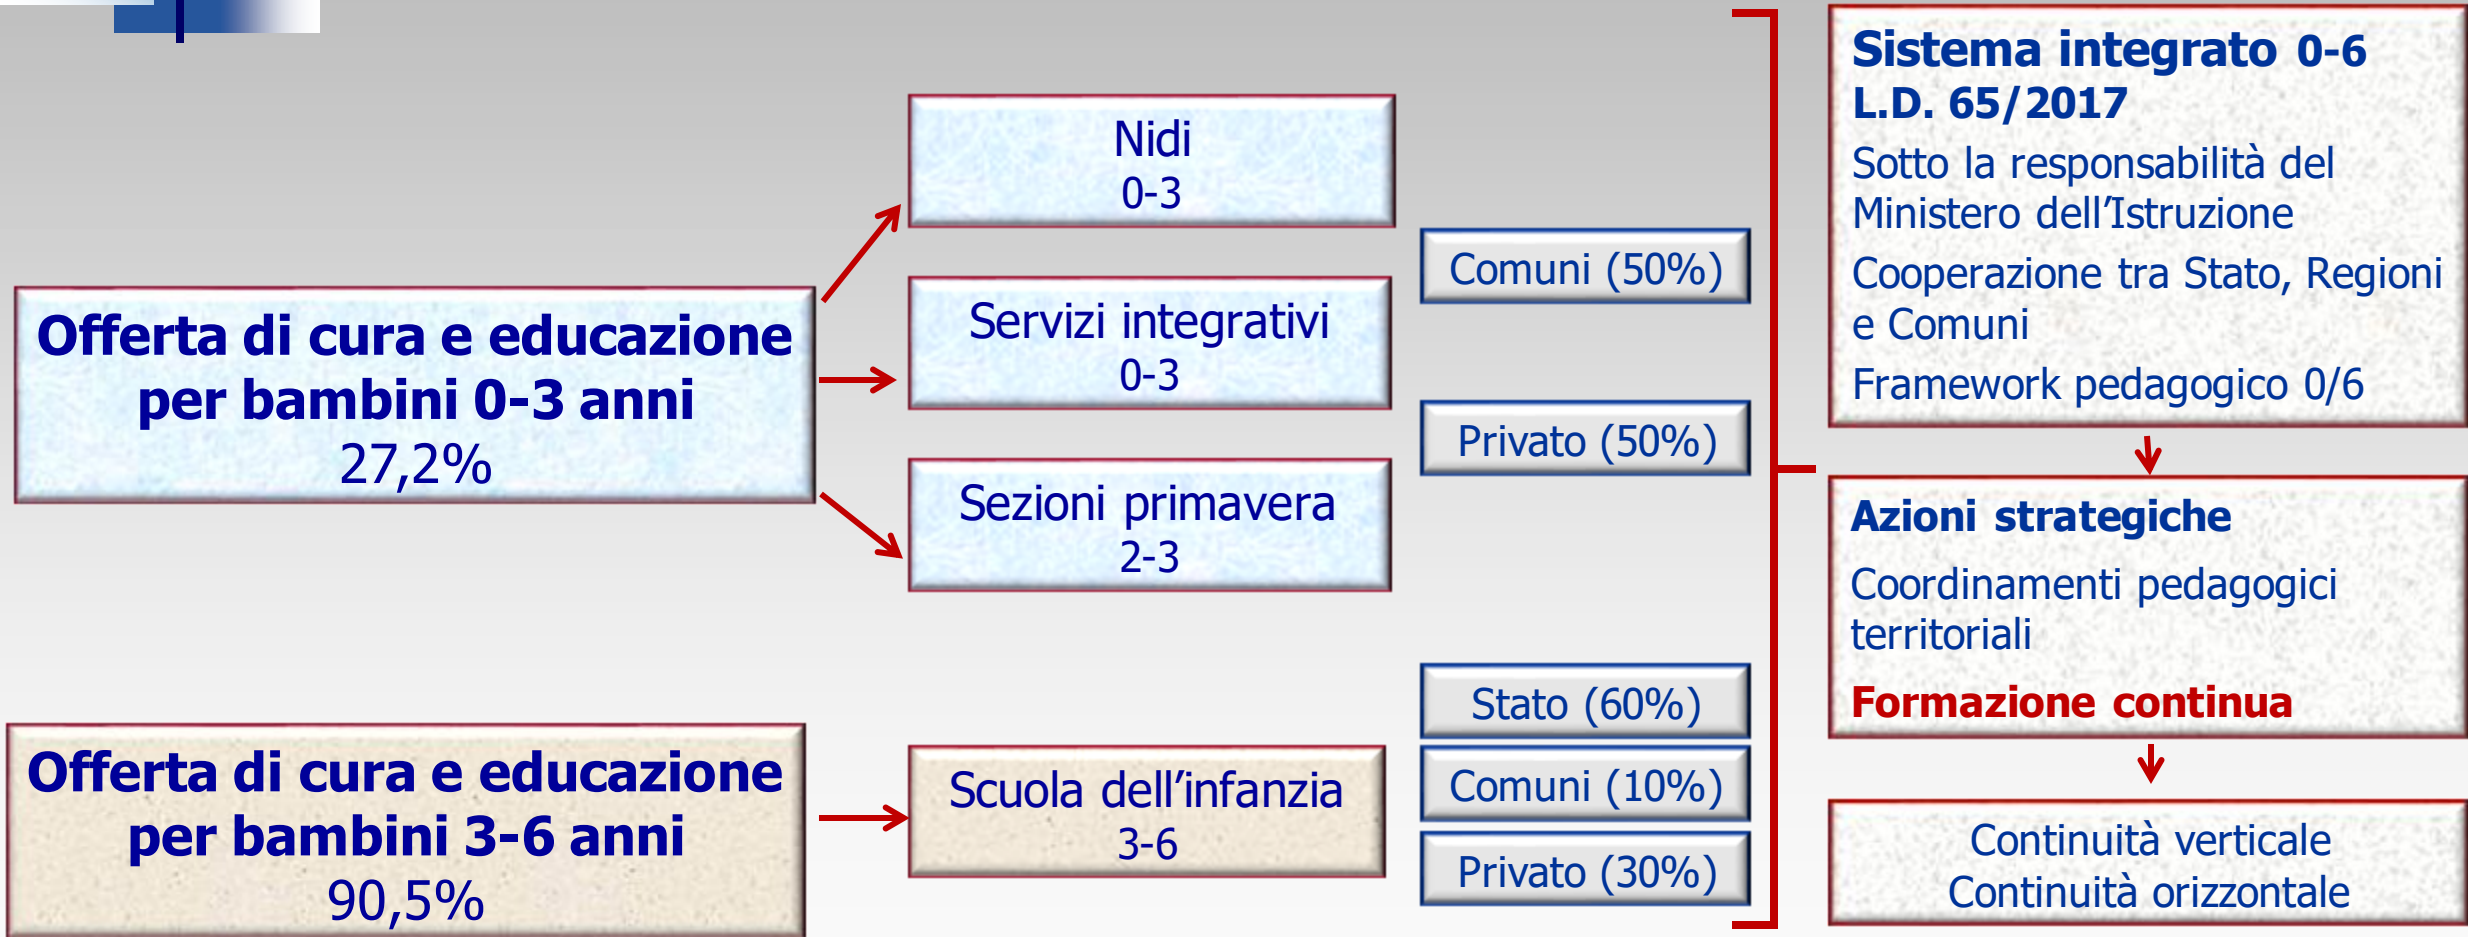 Offerta di cura e educazione
per bambini 0-3 anni
27,2%
Nidi
0-3
Servizi integrativi
0-3
Sezioni primavera
2-3
Comuni (50%)
Privato (50%)
Offerta di cura e educazione
per bambini 3-6 anni
90,5%
Scuola dell'infanzia
3-6
Stato (60%)
Comuni (10%)
Privato (30%)
Sistema integrato 0-6
L.D. 65/2017
Sotto la responsabilità del
Ministero dell'Istruzione
Cooperazione tra Stato, Regioni
e Comuni
Framework pedagogico 0/6
Azioni strategiche
Coordinamenti pedagogici
territoriali
Formazione continua
Continuità verticale
Continuità orizzontale